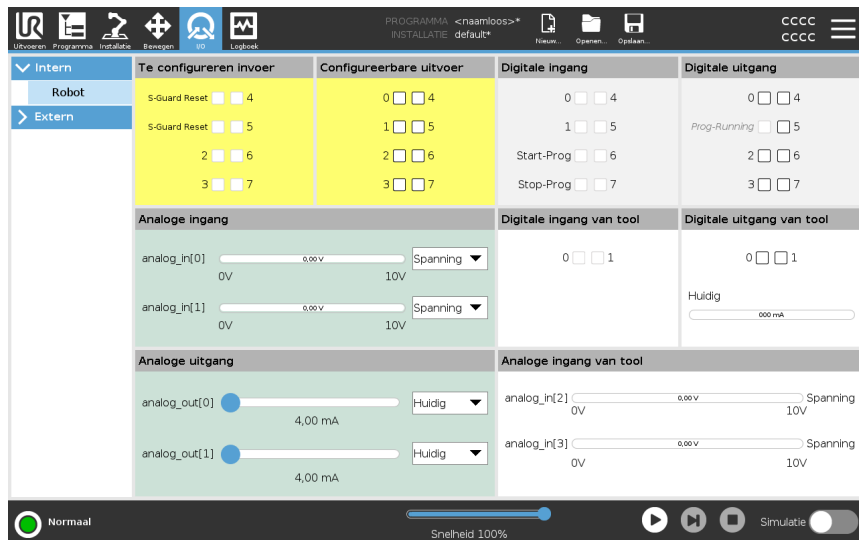 UR
Uitvoeren Programma Installatie Bewegen I/O Logboek
PROGRAMMA <naamloos>*
INSTALLATIE default*
Nieuw... Openen... Opslaan...
CCCC
CCCC
Intern
Robot
Extern
Te configureren invoer
S-Guard Reset 4
S-Guard Reset 5
2 6
3 7
Configureerbare uitvoer
0 4
1 5
2 6
3 7
Digitale ingang
0 4
1 5
Start-Prog 6
Stop-Prog 7
Digitale uitgang
0 4
Prog-Running 5
2 6
3 7
Analoge ingang
analog_in[0] 0,00 V Spanning
0V 10V
analog_in[1] 0,00 V Spanning
0V 10V
Digitale ingang van tool
0 1
Digitale uitgang van tool
0 1
Huidig
000 mA
Analoge uitgang
analog_out[0] Huidig
4,00 mA
analog_out[1] Huidig
4,00 mA
Analoge ingang van tool
analog_in[2] 0,00 V Spanning
0V 10V
analog_in[3] 0,00 V Spanning
0V 10V
Normaal
Snelheid 100%
Simulatie